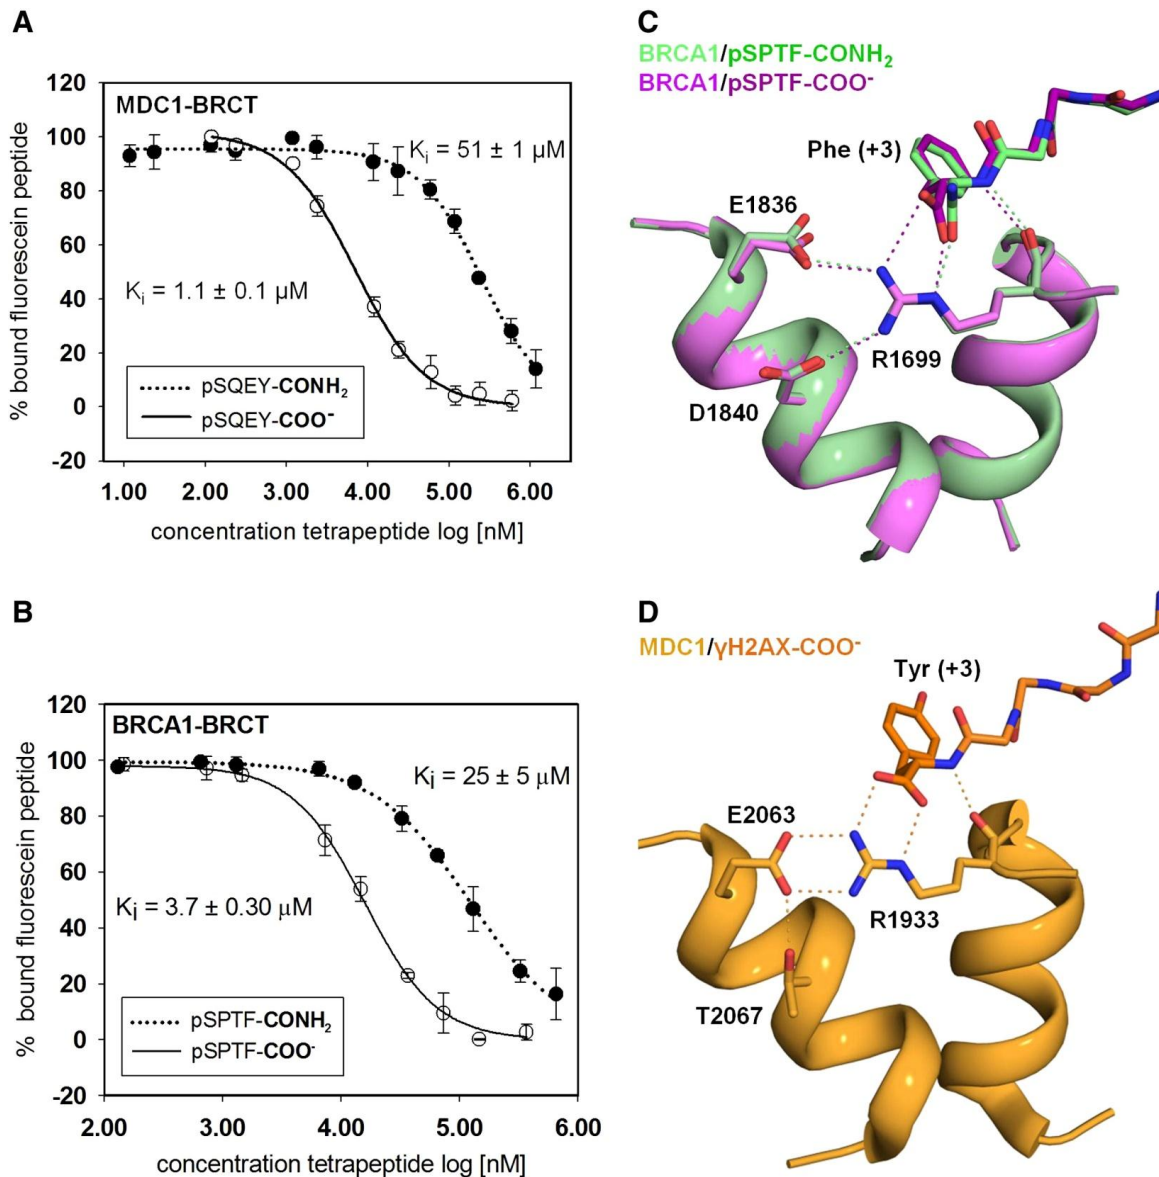 A
MDC1-BRCT
% bound fluorescein peptide
120
100
80
60
40
20
0
-20
Kᵢ = 51 ± 1 µM
Kᵢ = 1.1 ± 0.1 µM
pSQEY-CONH₂
pSQEY-COO⁻
1.00 2.00 3.00 4.00 5.00 6.00
concentration tetrapeptide log [nM]
B
BRCA1-BRCT
% bound fluorescein peptide
120
100
80
60
40
20
0
-20
Kᵢ = 25 ± 5 µM
Kᵢ = 3.7 ± 0.30 µM
pSPTF-CONH₂
pSPTF-COO⁻
2.00 3.00 4.00 5.00 6.00
concentration tetrapeptide log [nM]
C
BRCA1/pSPTF-CONH₂
BRCA1/pSPTF-COO⁻
Phe (+3)
E1836
R1699
D1840
D
MDC1/γH2AX-COO⁻
Tyr (+3)
E2063
R1933
T2067